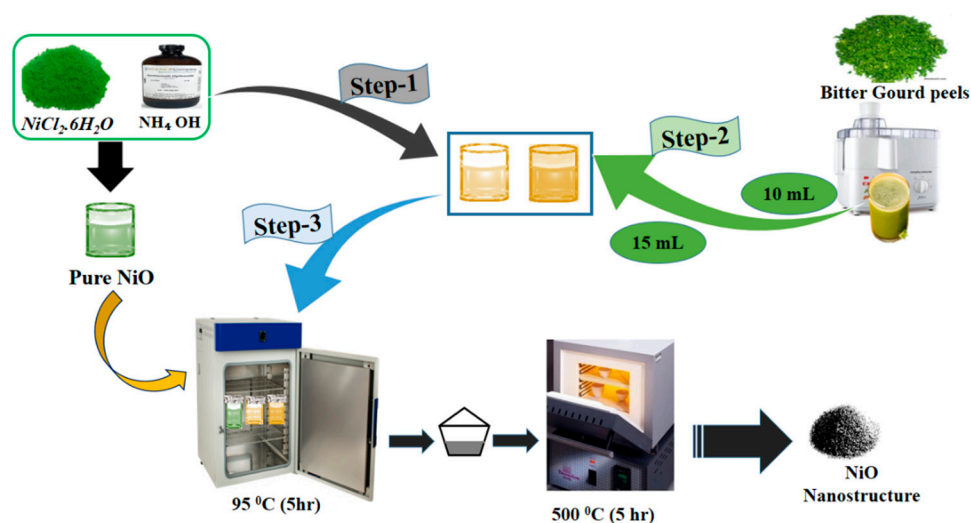 NiCl₂.6H₂O
NH₄ OH
Step-1
Bitter Gourd peels
Step-2
10 mL
15 mL
Step-3
Pure NiO
95 ⁰C (5hr)
500 ⁰C (5 hr)
NiO
Nanostructure